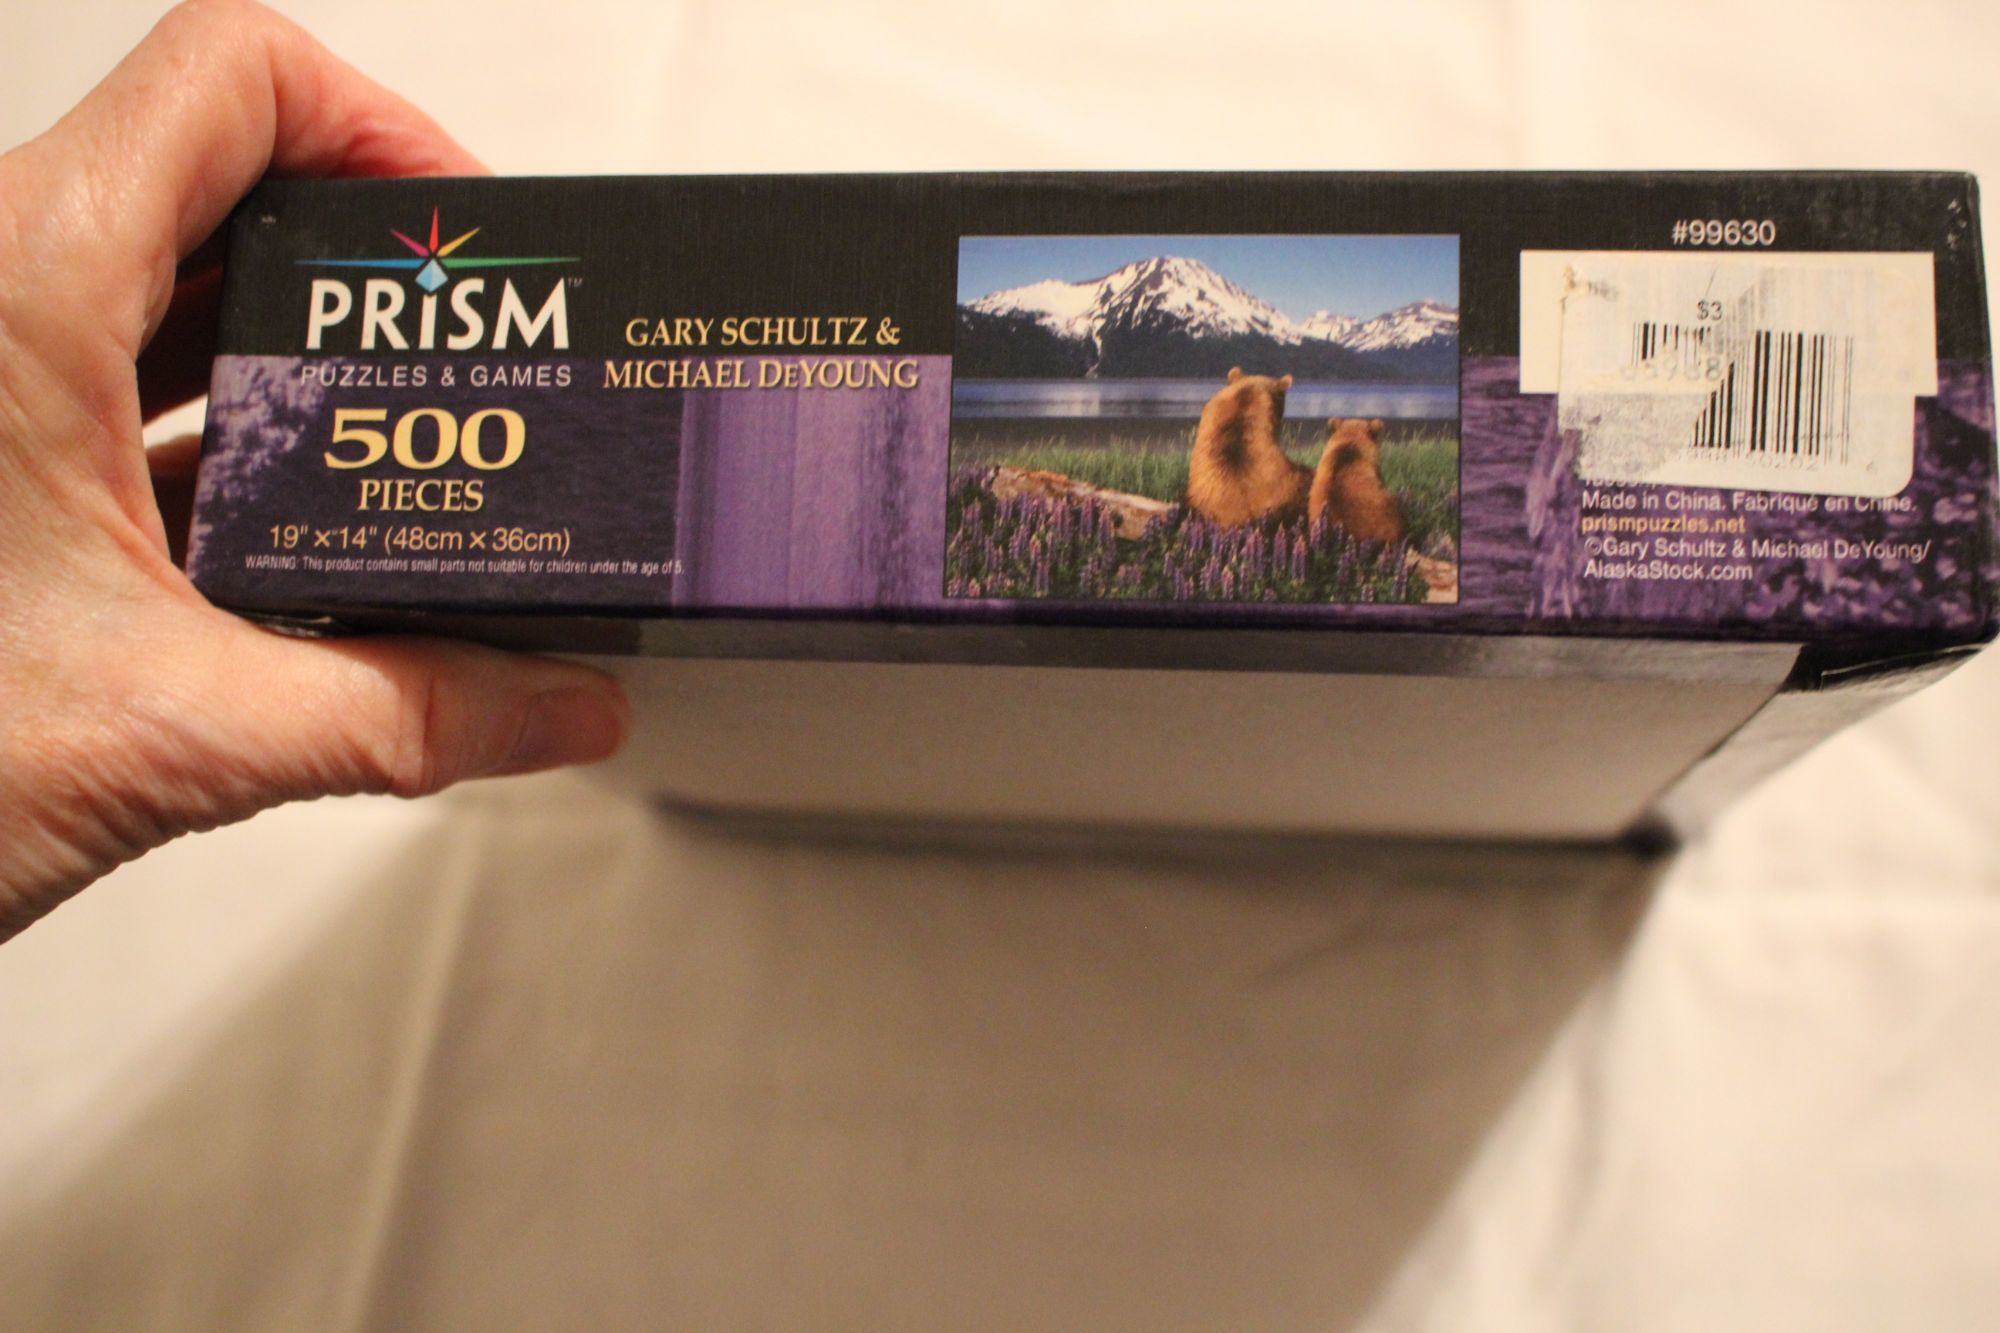 PRISM™
PUZZLES & GAMES
500
PIECES
19" x 14" (48cm x 36cm)
WARNING: This product contains small parts not suitable for children under the age of 5.
GARY SCHULTZ &
MICHAEL DEYOUNG
#99630
$3
Made in China. Fabriqué en Chine.
prismpuzzles.net
©Gary Schultz & Michael DeYoung/
AlaskaStock.com